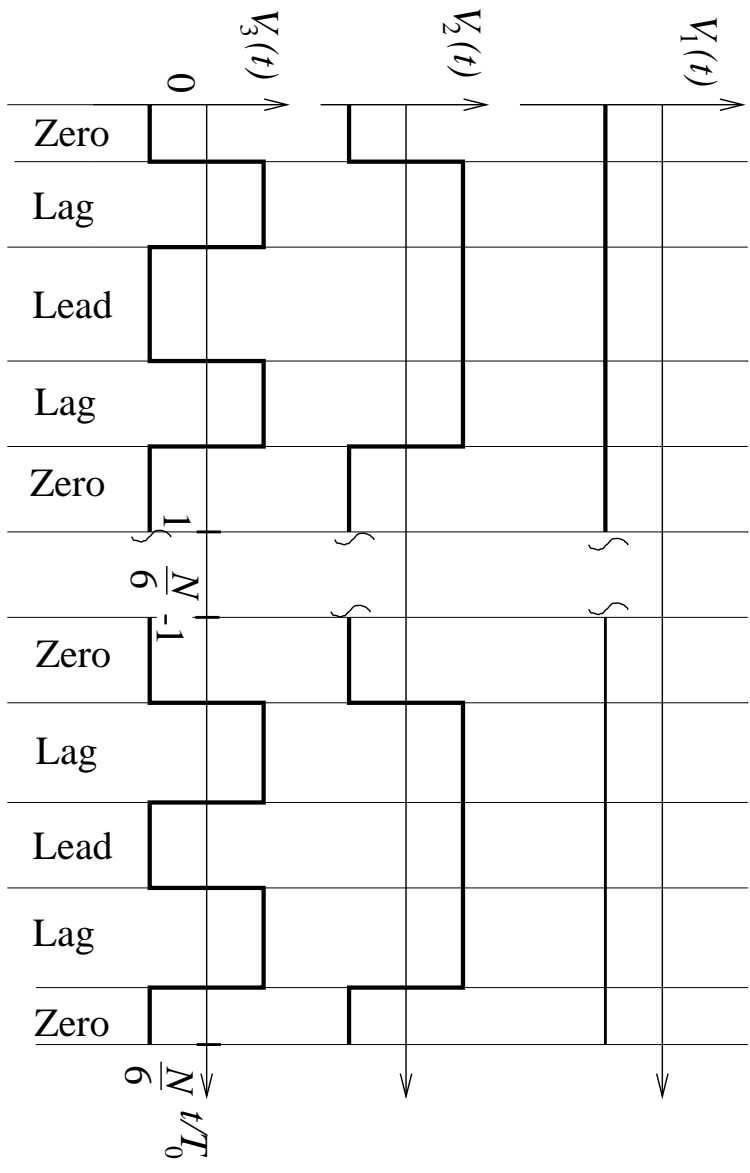 V₃(t)
V₂(t)
V₁(t)
0
Zero
Lag
Lead
Lag
Zero
1
N/6 -1
Zero
Lag
Lead
Lag
Zero
N/6
t/T₀